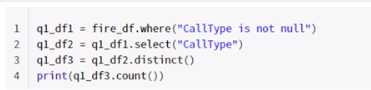 1 q1_df1 = fire_df.where("CallType is not null")
2 q1_df2 = q1_df1.select("CallType")
3 q1_df3 = q1_df2.distinct()
4 print(q1_df3.count())